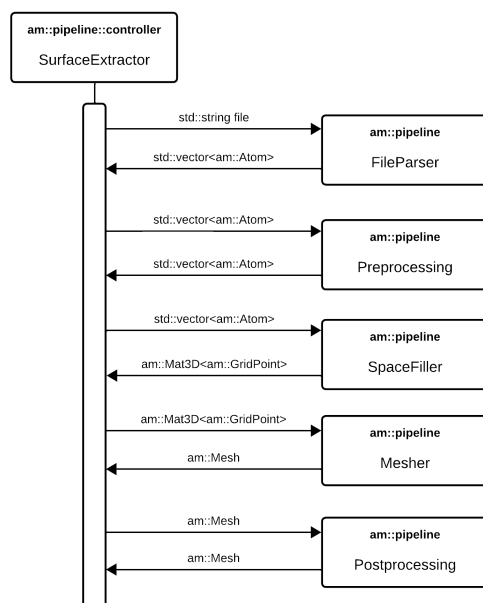 am::pipeline::controller
SurfaceExtractor
std::string file
am::pipeline
FileParser
std::vector<am::Atom>
std::vector<am::Atom>
am::pipeline
Preprocessing
std::vector<am::Atom>
std::vector<am::Atom>
am::pipeline
SpaceFiller
am::Mat3D<am::GridPoint>
am::Mat3D<am::GridPoint>
am::pipeline
Mesher
am::Mesh
am::Mesh
am::pipeline
Postprocessing
am::Mesh